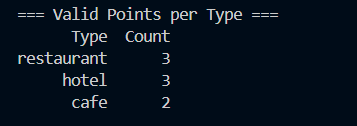 === Valid Points per Type ===
Type Count
restaurant 3
hotel 3
cafe 2